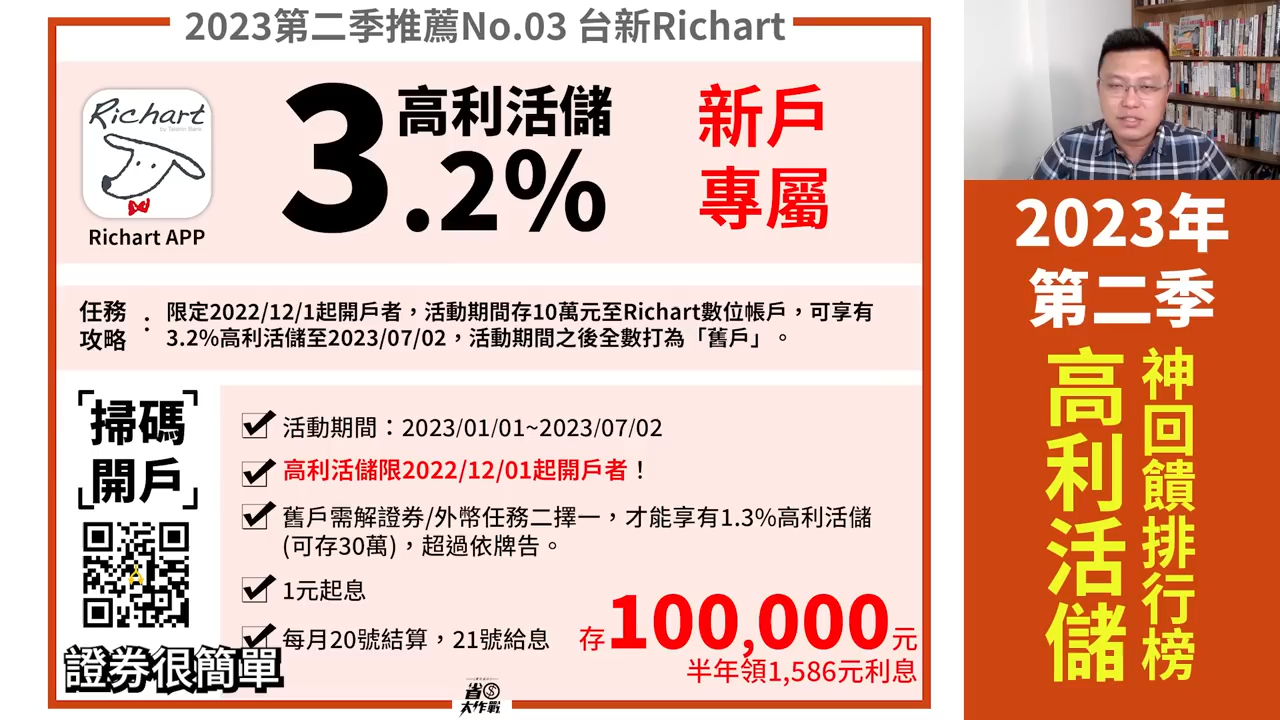 2023第二季推薦No.03 台新Richart
Richart
by Taishin Bank
Richart APP
3.2%
高利活儲
新戶
專屬
任務
攻略
:
限定2022/12/1起開戶者，活動期間存10萬元至Richart數位帳戶，可享有
3.2%高利活儲至2023/07/02，活動期間之後全數打為「舊戶」。
掃碼
開戶
活動期間：2023/01/01~2023/07/02
高利活儲限2022/12/01起開戶者！
舊戶需解證券/外幣任務二擇一，才能享有1.3%高利活儲
(可存30萬)，超過依牌告。
1元起息
每月20號結算，21號給息
存100,000元
半年領1,586元利息
證券很簡單
省
大作戰
2023年
第二季
神回饋排行榜
高利活儲